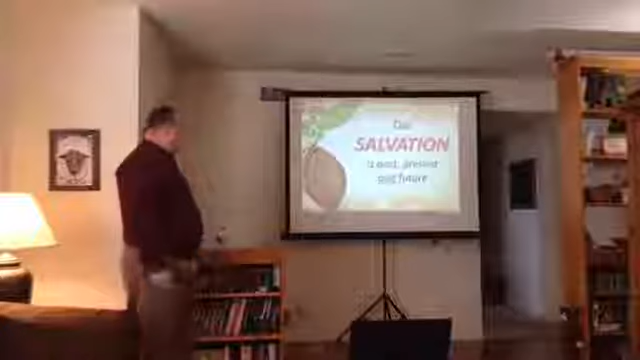 Our
SALVATION
is past, present
and future